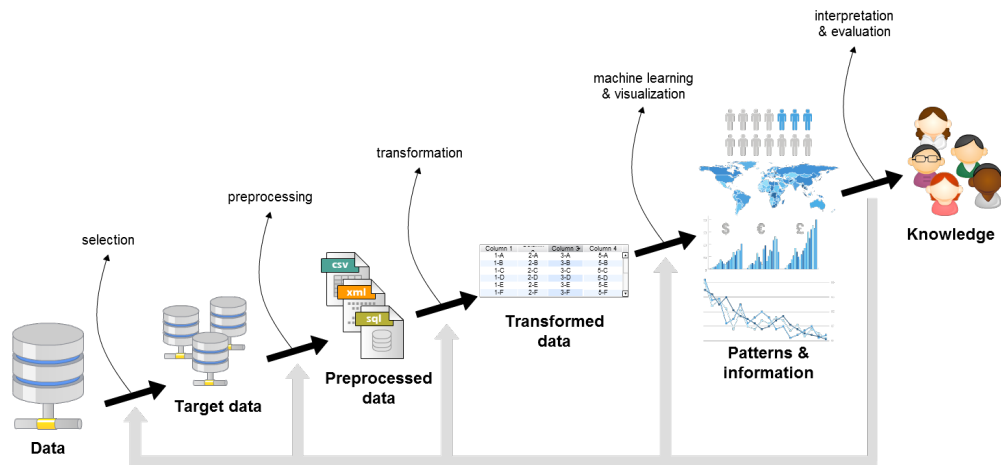 interpretation
& evaluation
machine learning
& visualization
transformation
preprocessing
selection
Data
Target data
csv
xml
sql
Preprocessed
data
Column 1 Column 3 Column 4
1-A 2-A 3-A 5-A
1-B 2-B 3-B 5-B
1-C 2-C 3-C 5-C
1-D 2-D 3-D 5-D
1-E 2-E 3-E 5-E
1-F 2-F 3-F 5-F
Transformed
data
$ € £
Patterns &
information
Knowledge